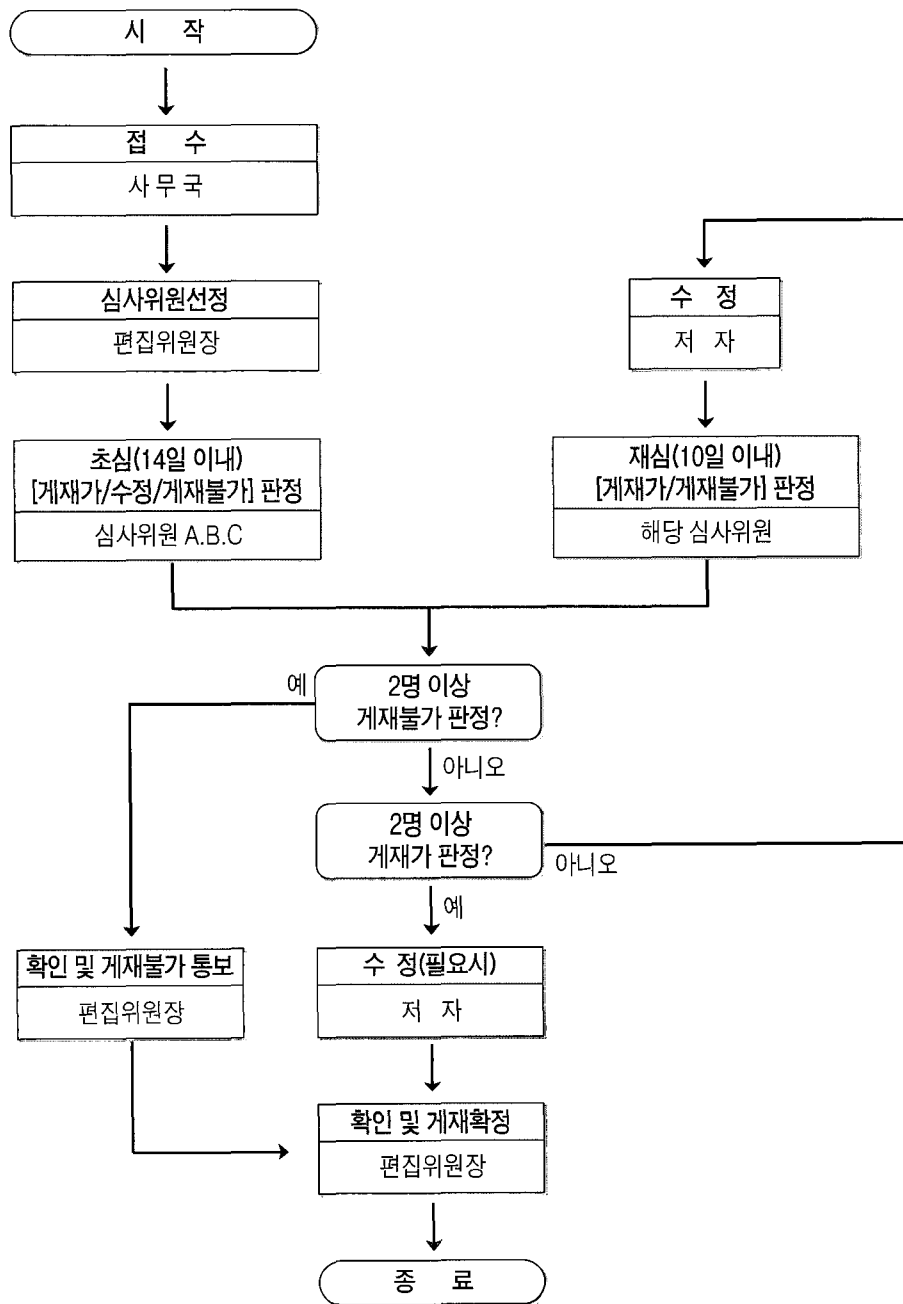 시 작
접 수
사 무 국
심사위원선정
편집위원장
초심(14일 이내)
[게재가/수정/게재불가] 판정
심사위원 A.B.C
수 정
저 자
재심(10일 이내)
[게재가/게재불가] 판정
해당 심사위원
예
2명 이상
게재불가 판정?
아니오
2명 이상
게재가 판정?
아니오
예
확인 및 게재불가 통보
편집위원장
수 정(필요시)
저 자
확인 및 게재확정
편집위원장
종 료